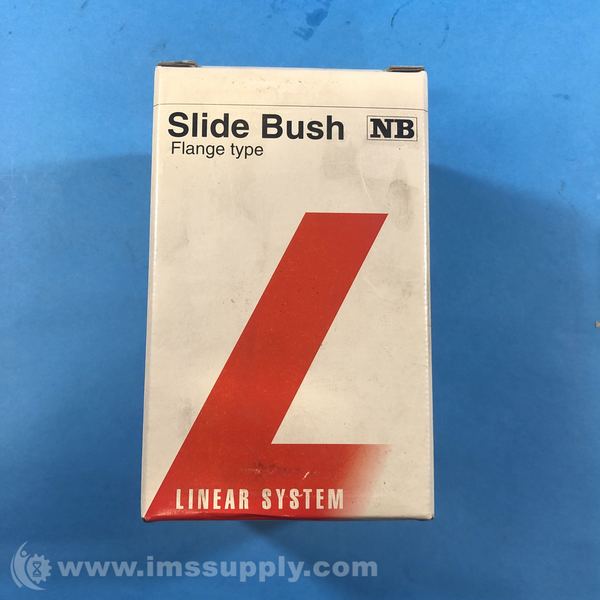 Slide Bush NB
Flange type
LINEAR SYSTEM
www.imssupply.com